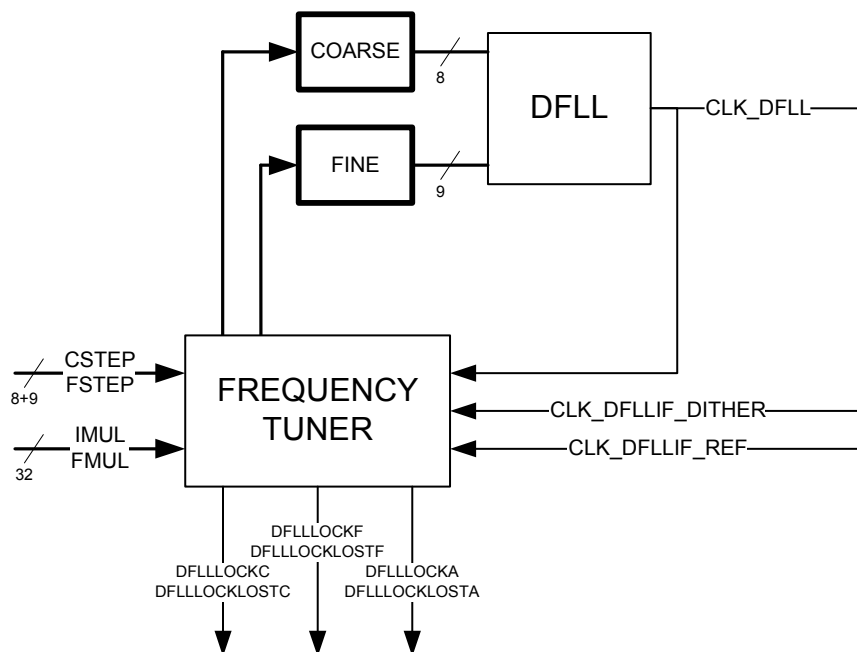 COARSE
8
DFLL
CLK_DFLL
FINE
9
CSTEP
FSTEP
8+9
FREQUENCY
TUNER
CLK_DFLLIF_DITHER
IMUL
FMUL
32
CLK_DFLLIF_REF
DFLLLOCKF
DFLLLOCKLOSTF
DFLLLOCKC
DFLLLOCKLOSTC
DFLLLOCKA
DFLLLOCKLOSTA